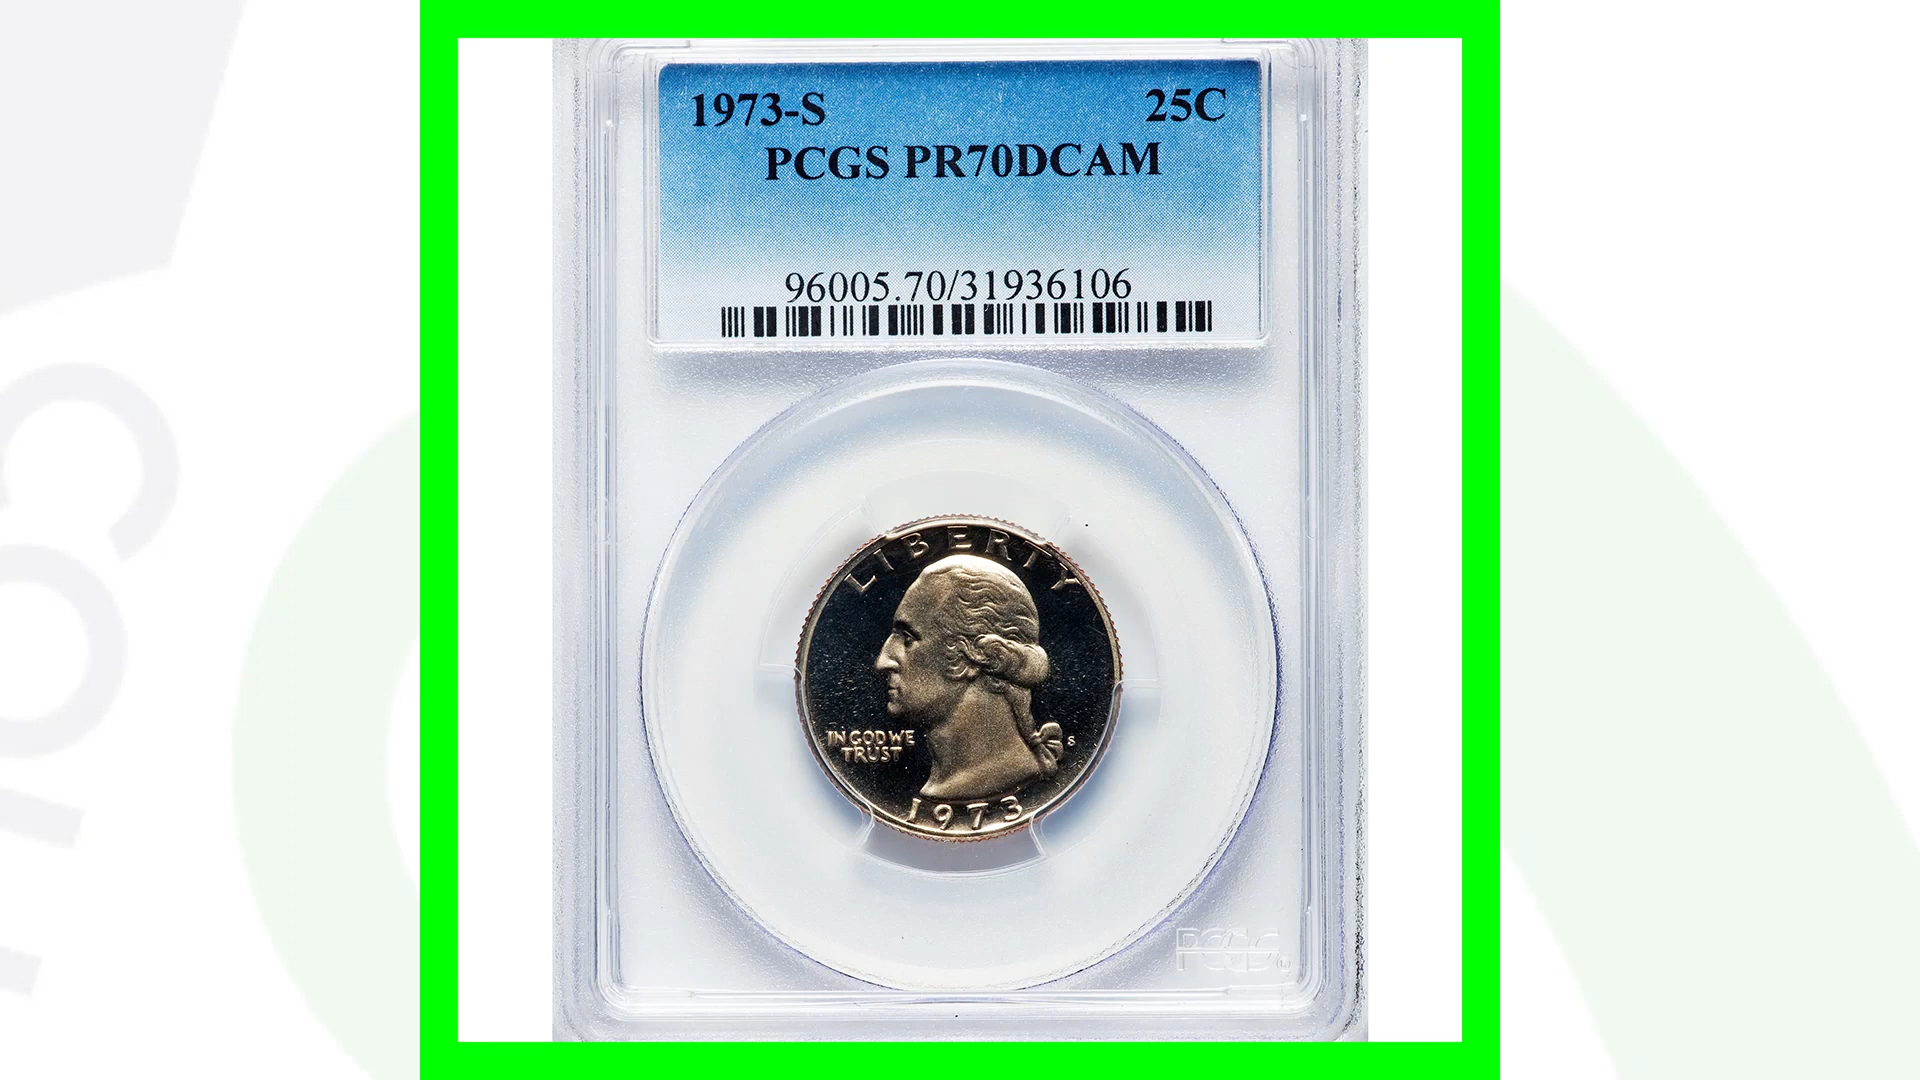 1973-S 25C
PCGS PR70DCAM
96005.70/31936106
LIBERTY
IN GOD WE
TRUST
S
1973
PCGS